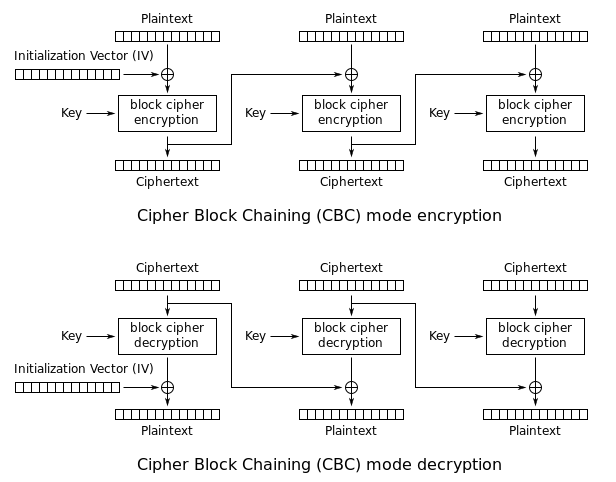 Plaintext Plaintext Plaintext
Initialization Vector (IV)
Key block cipher encryption Key block cipher encryption Key block cipher encryption
Ciphertext Ciphertext Ciphertext
Cipher Block Chaining (CBC) mode encryption
Ciphertext Ciphertext Ciphertext
Key block cipher decryption Key block cipher decryption Key block cipher decryption
Initialization Vector (IV)
Plaintext Plaintext Plaintext
Cipher Block Chaining (CBC) mode decryption